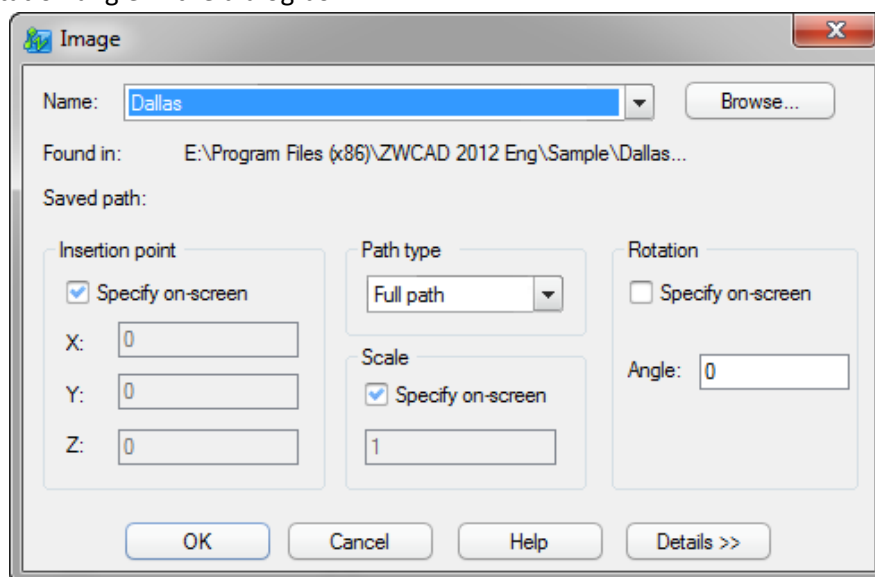 Image
Name: Dallas Browse...
Found in: E:\Program Files (x86)\ZWCAD 2012 Eng\Sample\Dallas...
Saved path:
Insertion point
Specify on-screen
X: 0
Y: 0
Z: 0
Path type
Full path
Scale
Specify on-screen
1
Rotation
Specify on-screen
Angle: 0
OK Cancel Help Details >>